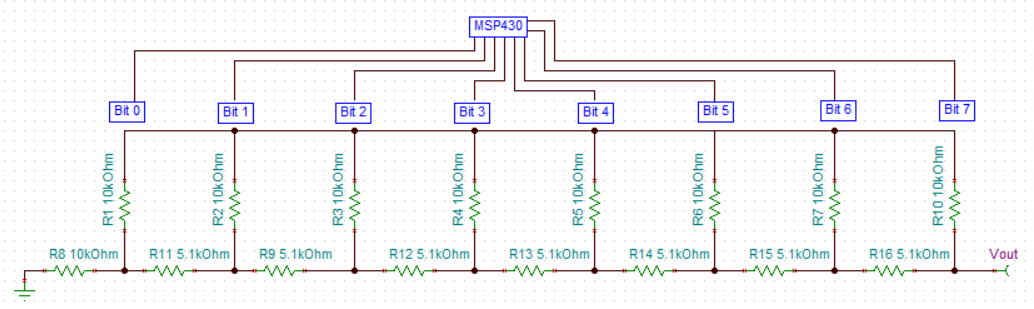 MSP430
Bit 0
Bit 1
Bit 2
Bit 3
Bit 4
Bit 5
Bit 6
Bit 7
R1 10kOhm
R2 10kOhm
R3 10kOhm
R4 10kOhm
R5 10kOhm
R6 10kOhm
R7 10kOhm
R10 10kOhm
R8 10kOhm
R11 5.1kOhm
R9 5.1kOhm
R12 5.1kOhm
R13 5.1kOhm
R14 5.1kOhm
R15 5.1kOhm
R16 5.1kOhm
Vout